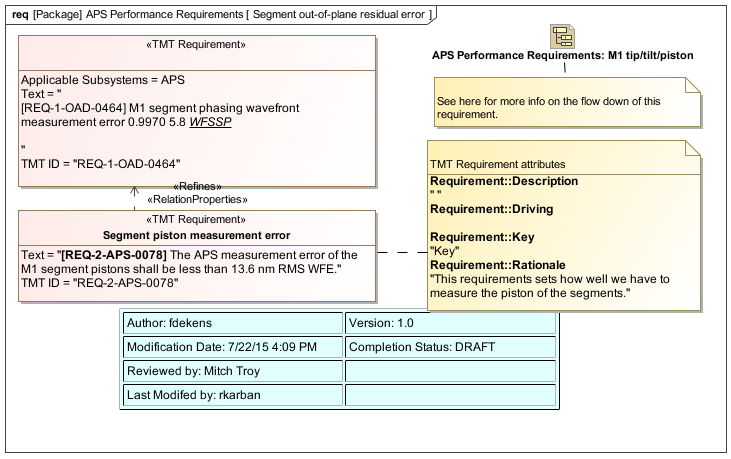 req [Package] APS Performance Requirements [ Segment out-of-plane residual error ]
«TMT Requirement»
Applicable Subsystems = APS
Text = "
[REQ-1-OAD-0464] M1 segment phasing wavefront
measurement error 0.9970 5.8 WFSSP
"
TMT ID = "REQ-1-OAD-0464"
«Refines»
«RelationProperties»
«TMT Requirement»
Segment piston measurement error
Text = "[REQ-2-APS-0078] The APS measurement error of the
M1 segment pistons shall be less than 13.6 nm RMS WFE."
TMT ID = "REQ-2-APS-0078"
APS Performance Requirements: M1 tip/tilt/piston
See here for more info on the flow down of this
requirement.
TMT Requirement attributes
Requirement::Description
" "
Requirement::Driving
Requirement::Key
"Key"
Requirement::Rationale
"This requirements sets how well we have to
measure the piston of the segments."
Author: fdekens
Version: 1.0
Modification Date: 7/22/15 4:09 PM
Completion Status: DRAFT
Reviewed by: Mitch Troy
Last Modifed by: rkarban